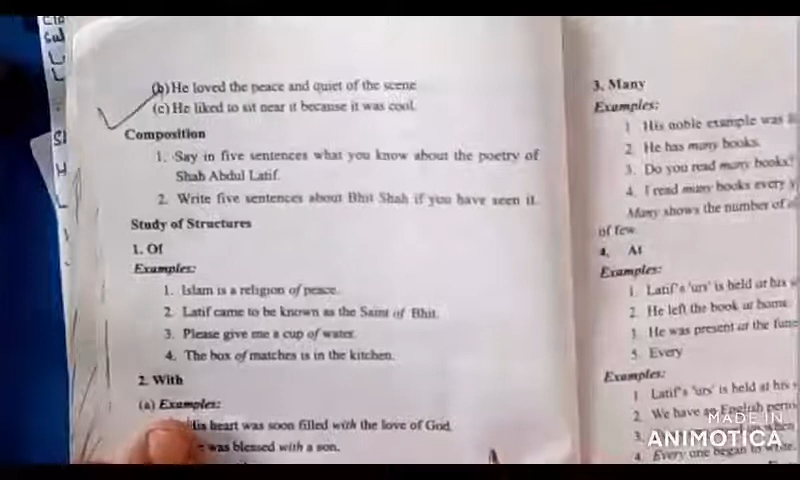 (b) He loved the peace and quiet of the scene
(c) He liked to sit near it because it was cool.
Composition
1. Say in five sentences what you know about the poetry of
Shah Abdul Latif.
2. Write five sentences about Bhit Shah if you have seen it.
Study of Structures
1. Of
Examples:
1. Islam is a religion of peace.
2. Latif came to be known as the Saint of Bhit.
3. Please give me a cup of water.
4. The box of matches is in the kitchen.
2. With
(a) Examples:
His heart was soon filled with the love of God.
was blessed with a son.
3. Many
Examples:
1 His noble example was
2. He has many books.
3. Do you read many books?
4. I read many books every
Many shows the number of
of few.
4. At
Examples:
1. Latif's 'urs' is held at his
2. He left the book at home.
3. He was present at the
5. Every
Examples:
1 Latif's 'urs' is held at his
2. We have an English
3.
4. Every one began to write.
MADE IN
ANIMOTICA